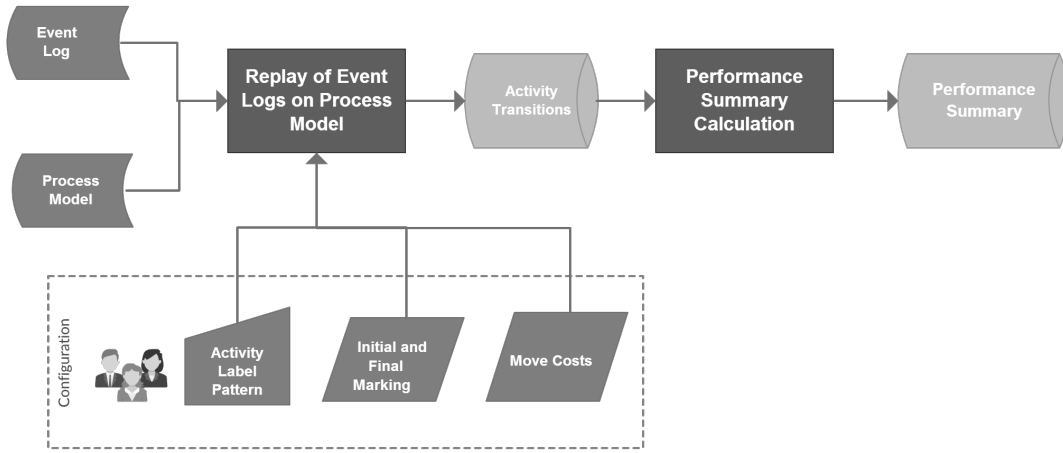 Event
Log
Replay of Event
Logs on Process
Model
Activity
Transitions
Performance
Summary
Calculation
Performance
Summary
Process
Model
Configuration
Activity
Label
Pattern
Initial and
Final
Marking
Move Costs